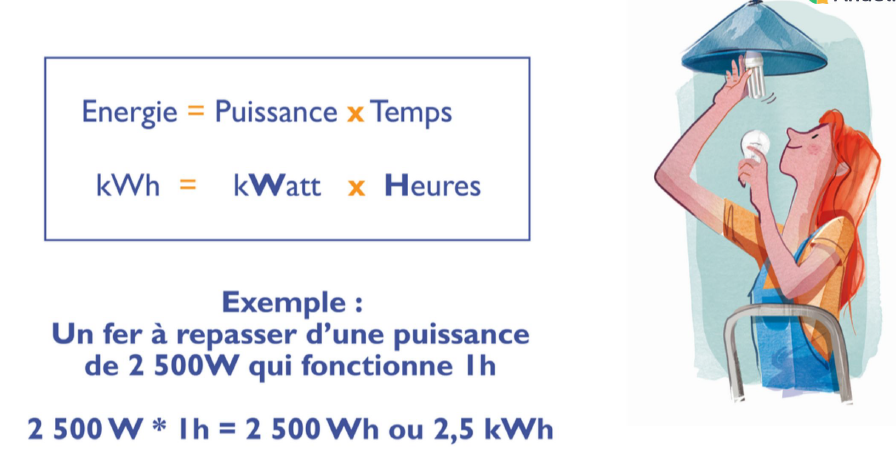 Energie = Puissance x Temps
kWh = kWatt x Heures
Exemple :
Un fer à repasser d’une puissance
de 2 500W qui fonctionne 1h
2 500 W * 1h = 2 500 Wh ou 2,5 kWh